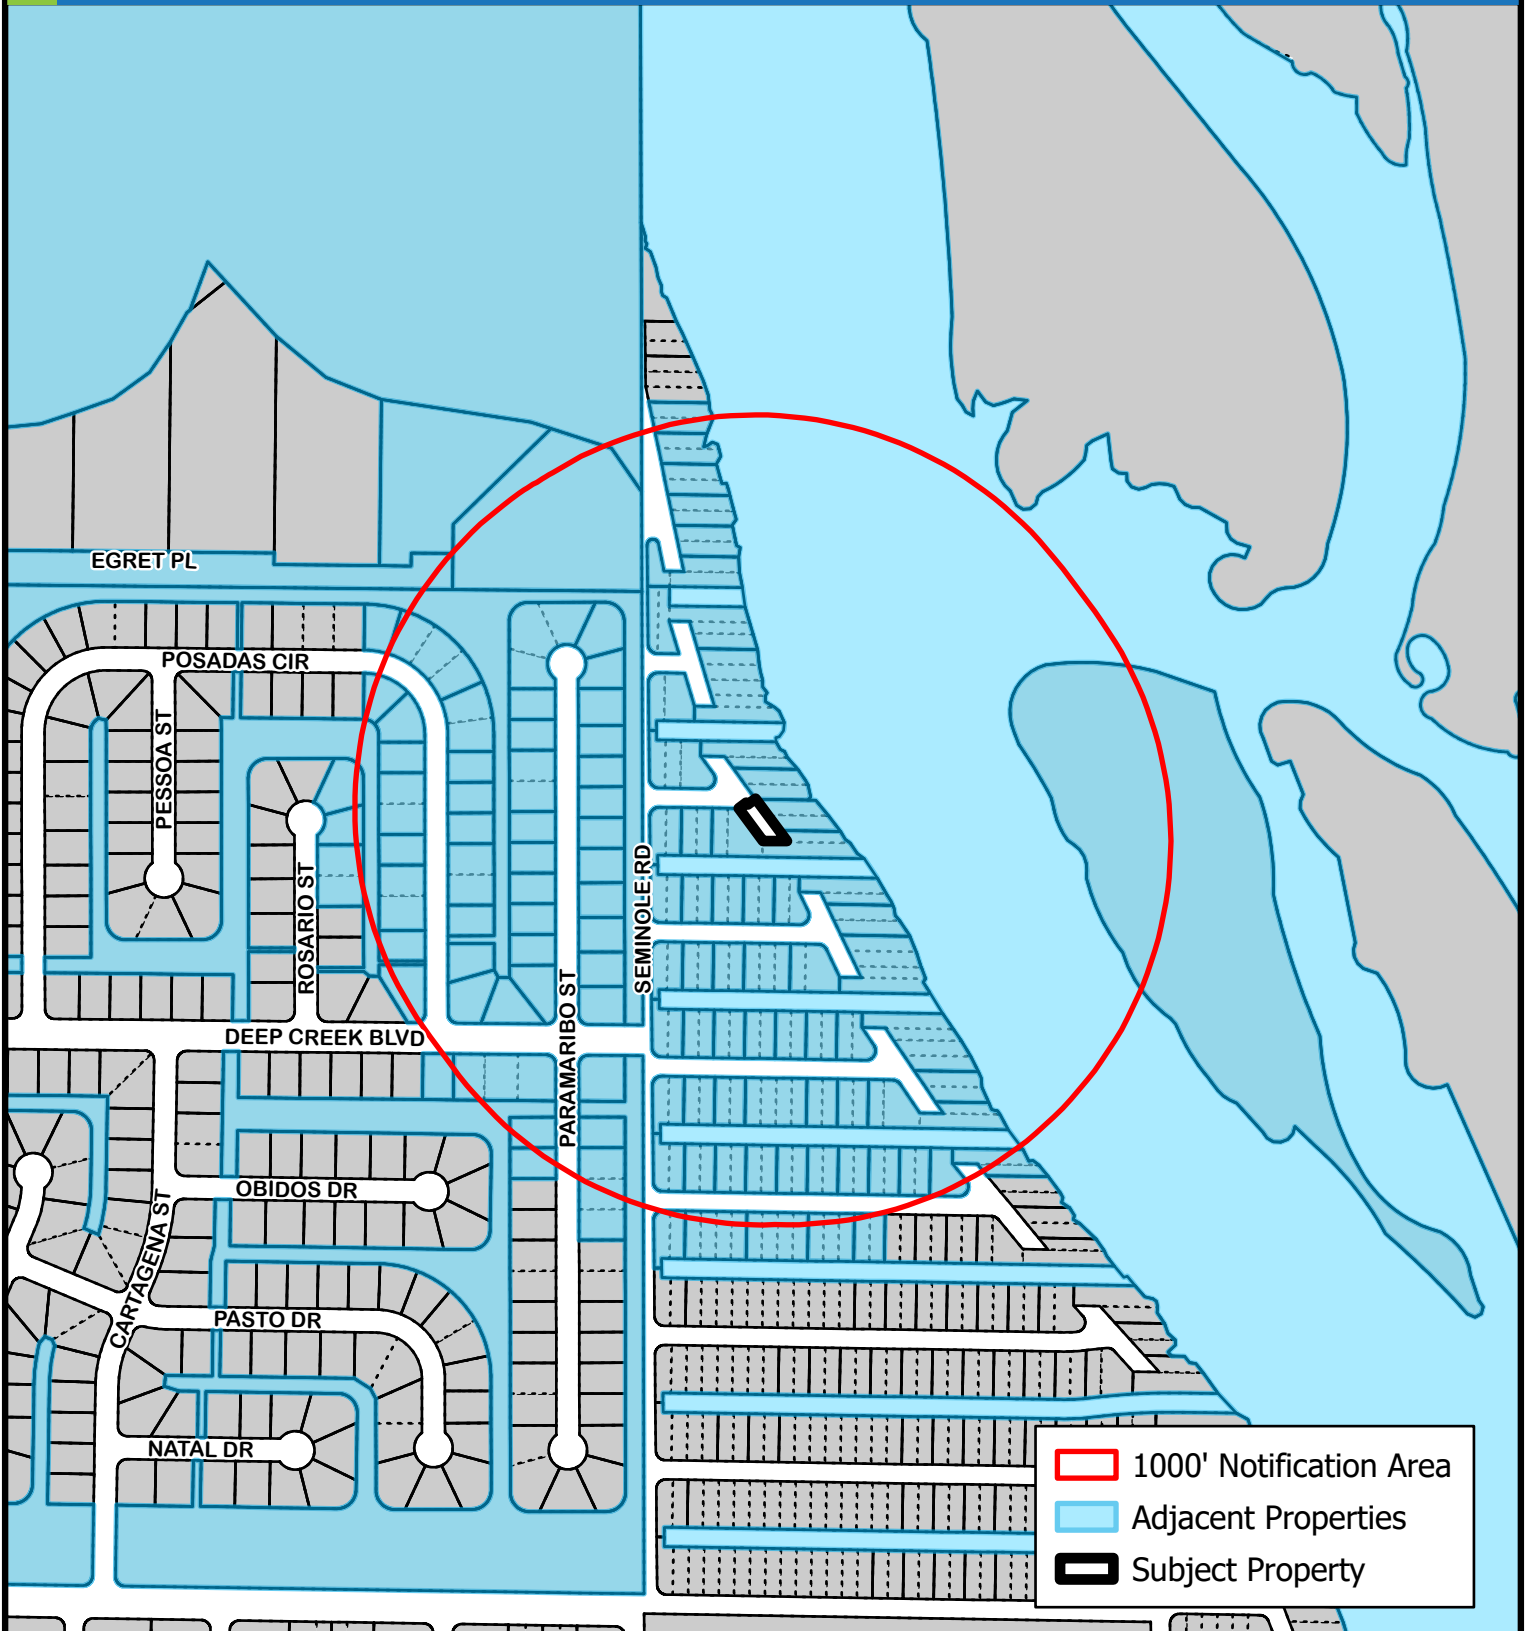 EGRET PL
POSADAS CIR
PESSOA ST
ROSARIO ST
SEMINOLE RD
PARAMARIBO ST
DEEP CREEK BLVD
OBIDOS DR
CARTAGENA ST
PASTO DR
NATAL DR
1000' Notification Area
Adjacent Properties
Subject Property